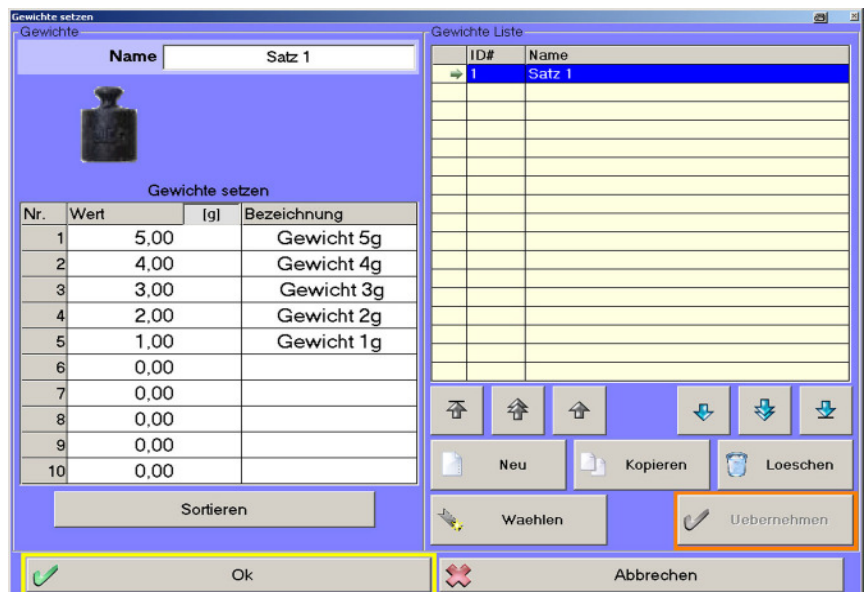 Gewichte setzen
Gewichte
Name Satz 1
Gewichte setzen
Nr. Wert [g] Bezeichnung
1 5,00 Gewicht 5g
2 4,00 Gewicht 4g
3 3,00 Gewicht 3g
4 2,00 Gewicht 2g
5 1,00 Gewicht 1g
6 0,00
7 0,00
8 0,00
9 0,00
10 0,00
Sortieren
Gewichte Liste
ID# Name
1 Satz 1
Neu Kopieren Loeschen
Waehlen Uebernehmen
Ok Abbrechen